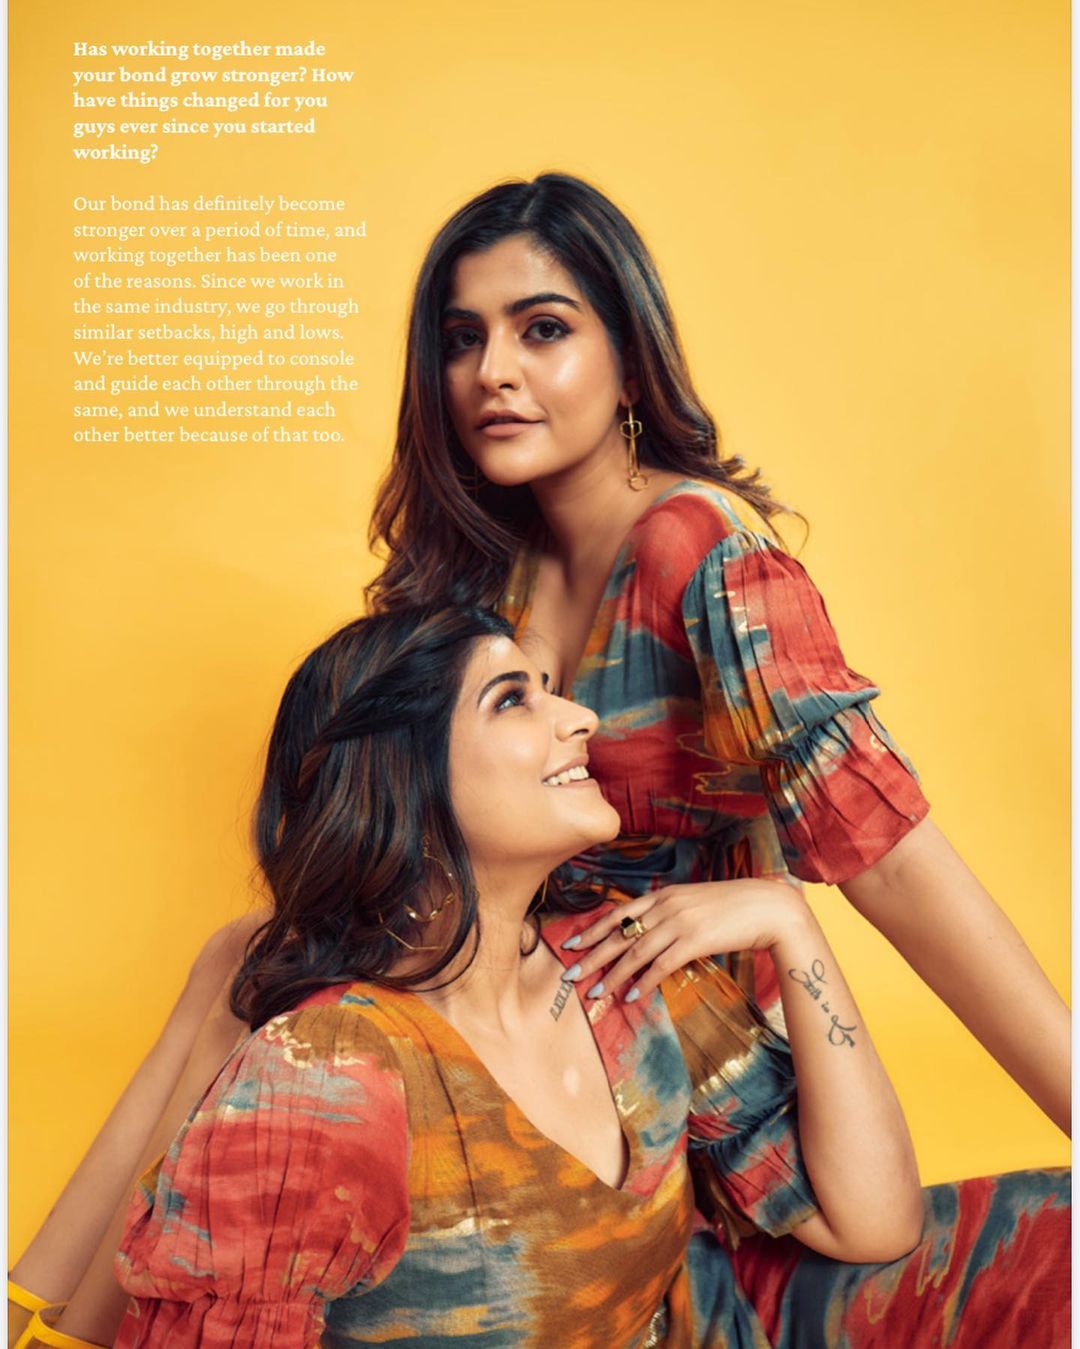 Has working together made
your bond grow stronger? How
have things changed for you
guys ever since you started
working?
Our bond has definitely become
stronger over a period of time, and
working together has been one
of the reasons. Since we work in
the same industry, we go through
similar setbacks, high and lows.
We’re better equipped to console
and guide each other through the
same, and we understand each
other better because of that too.